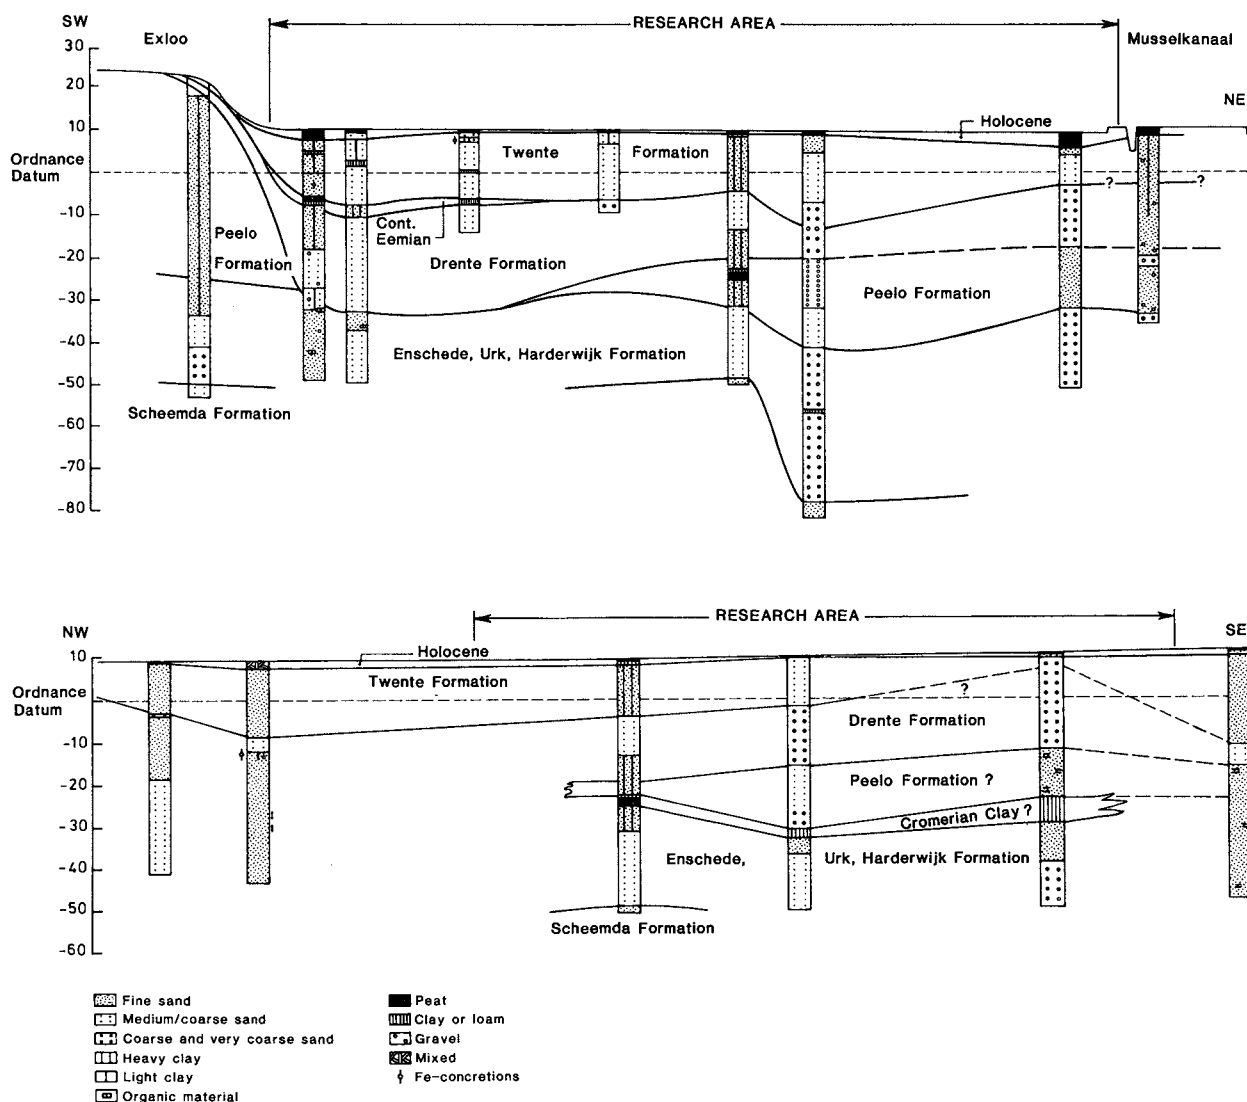 SW
RESEARCH AREA
Exloo
Musselkanaal
NE
30
20
10
Ordnance
Datum
-10
-20
-30
-40
-50
-60
-70
-80
Holocene
Twente Formation
? ?
Cont.
Eemian
Peelo
Formation
Drente Formation
Peelo Formation
Enschede, Urk, Harderwijk Formation
Scheemda Formation
RESEARCH AREA
NW
SE
10
Ordnance
Datum
-10
-20
-30
-40
-50
-60
Holocene
Twente Formation
?
Drente Formation
Peelo Formation ?
Cromerian Clay ?
Enschede, Urk, Harderwijk Formation
Scheemda Formation
Fine sand
Medium/coarse sand
Coarse and very coarse sand
Heavy clay
Light clay
Organic material
Peat
Clay or loam
Gravel
Mixed
Fe-concretions